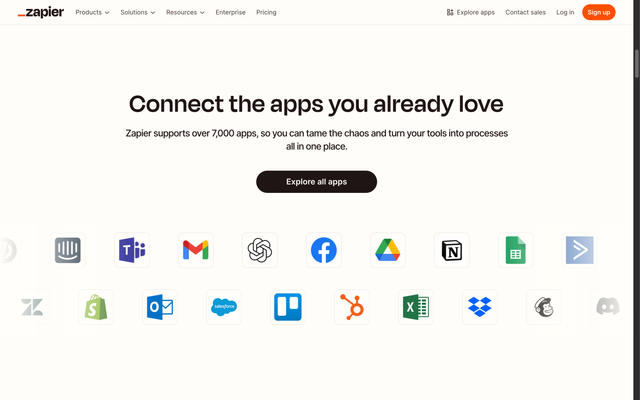 zapier
Products
Solutions
Resources
Enterprise
Pricing
Explore apps
Contact sales
Log in
Sign up
Connect the apps you already love
Zapier supports over 7,000 apps, so you can tame the chaos and turn your tools into processes
all in one place.
Explore all apps
salesforce